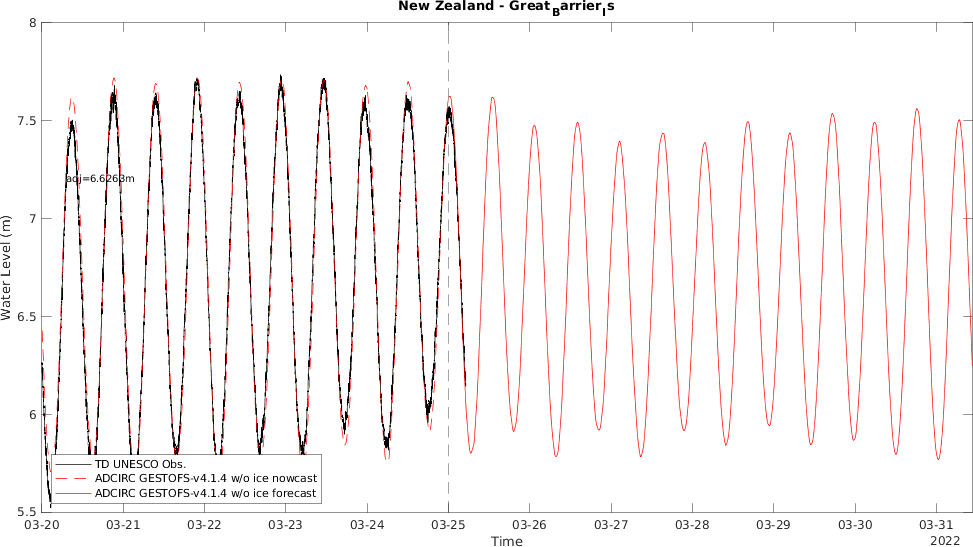 New Zealand - Great_Barrier_Is
8
7.5
7
6.5
6
5.5
Water Level (m)
adj=6.6263m
TD UNESCO Obs.
ADCIRC GESTOFS-v4.1.4 w/o ice nowcast
ADCIRC GESTOFS-v4.1.4 w/o ice forecast
03-20 03-21 03-22 03-23 03-24 03-25 03-26 03-27 03-28 03-29 03-30 03-31
Time
2022